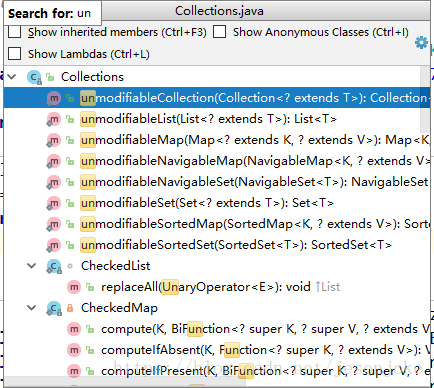 Search for: un
Collections.java
Show inherited members (Ctrl+F3) Show Anonymous Classes (Ctrl+I)
Show Lambdas (Ctrl+L)
Collections
unmodifiableCollection(Collection<? extends T>): Collection
unmodifiableList(List<? extends T>): List<T>
unmodifiableMap(Map<? extends K, ? extends V>): Map<K,
unmodifiableNavigableMap(NavigableMap<K, ? extends V>
unmodifiableNavigableSet(NavigableSet<T>): NavigableSet
unmodifiableSet(Set<? extends T>): Set<T>
unmodifiableSortedMap(SortedMap<K, ? extends V>): Sorte
unmodifiableSortedSet(SortedSet<T>): SortedSet<T>
CheckedList
replaceAll(UnaryOperator<E>): void ↑List
CheckedMap
compute(K, BiFunction<? super K, ? super V, ? extends V>
computeIfAbsent(K, Function<? super K, ? extends V>
computeIfPresent(K, BiFunction<? super K, ? super V,